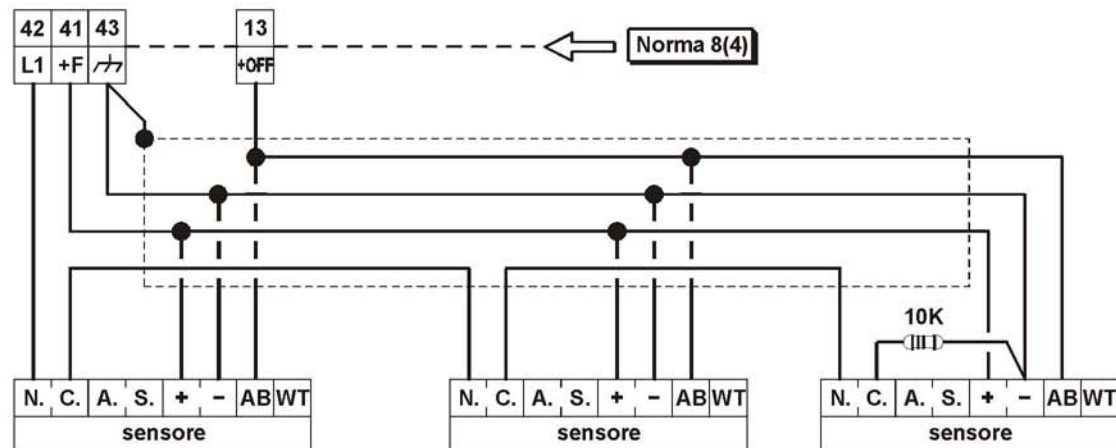 42 41 43 13
L1 +F +OFF
Norma 8(4)
10K
N. C. A. S. + - AB WT
sensore
N. C. A. S. + - AB WT
sensore
N. C. A. S. + - AB WT
sensore